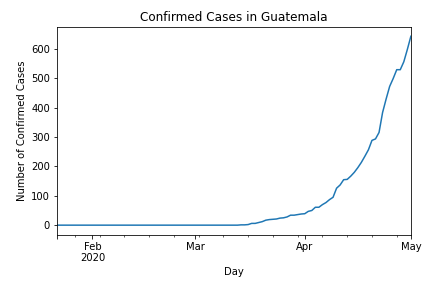 Confirmed Cases in Guatemala
Number of Confirmed Cases
600
500
400
300
200
100
0
Feb
2020
Mar
Apr
May
Day